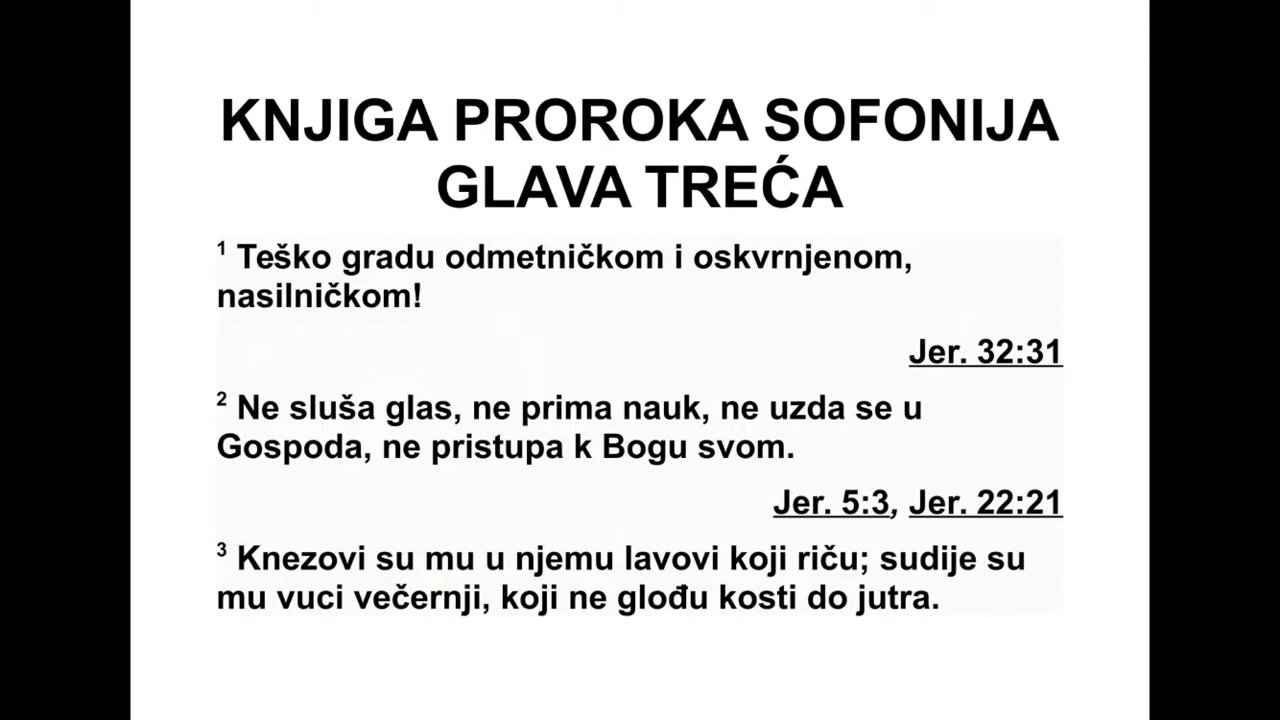 KNJIGA PROROKA SOFONIJA
GLAVA TREĆA
1 Teško gradu odmetničkom i oskvrnjenom,
nasilničkom!
Jer. 32:31
2 Ne sluša glas, ne prima nauk, ne uzda se u
Gospoda, ne pristupa k Bogu svom.
Jer. 5:3, Jer. 22:21
3 Knezovi su mu u njemu lavovi koji riču; sudije su
mu vuci večernji, koji ne glođu kosti do jutra.